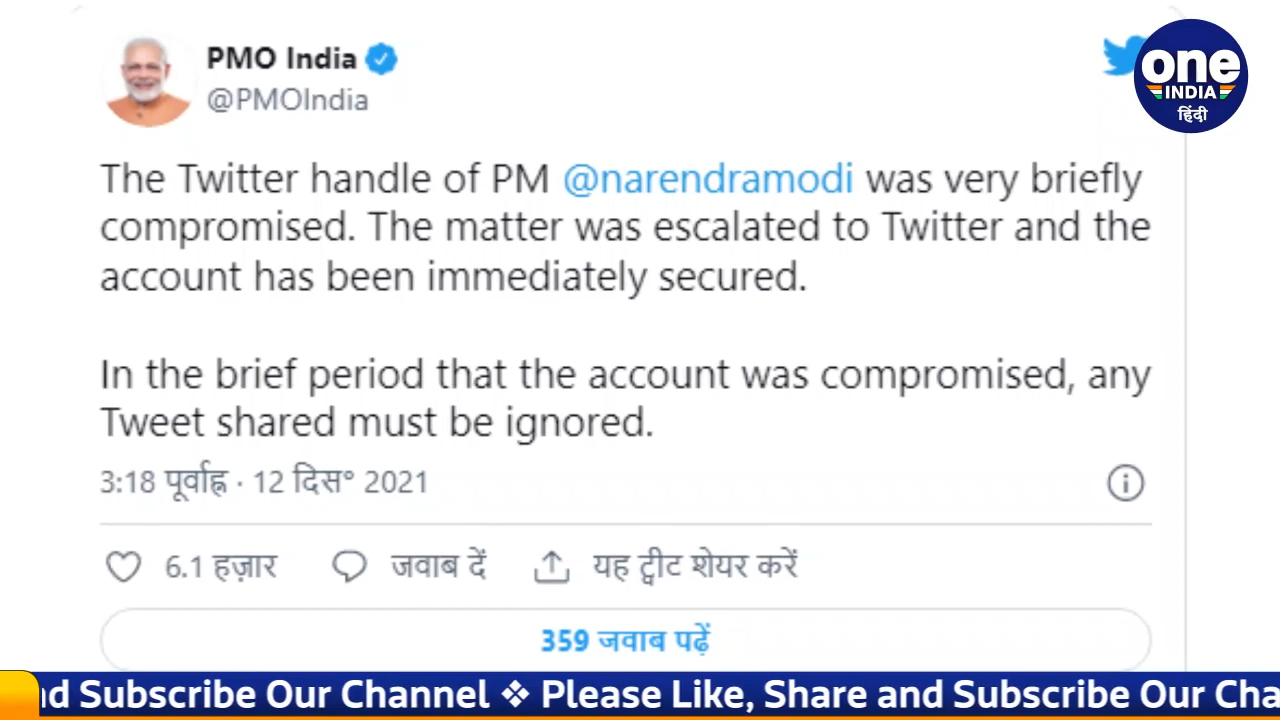 PMO India
@PMOIndia
one
INDIA
हिंदी
The Twitter handle of PM @narendramodi was very briefly
compromised. The matter was escalated to Twitter and the
account has been immediately secured.
In the brief period that the account was compromised, any
Tweet shared must be ignored.
3:18 पूर्वाह्न · 12 दिस॰ 2021
6.1 हज़ार जवाब दें यह ट्वीट शेयर करें
359 जवाब पढ़ें
nd Subscribe Our Channel ❖ Please Like, Share and Subscribe Our Cha